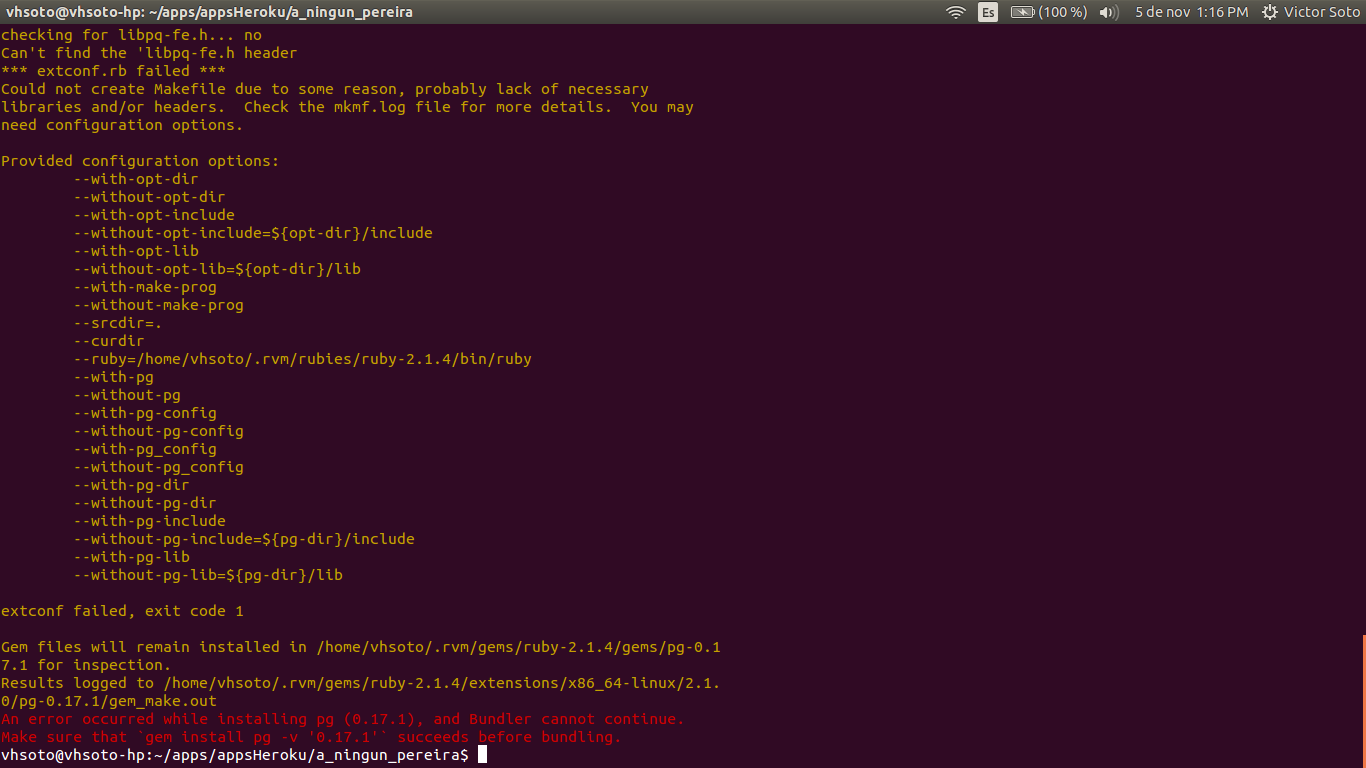 vhsoto@vhsoto-hp: ~/apps/appsHeroku/a_ningun_pereira
Es (100 %) 5 de nov 1:16 PM Victor Soto
checking for libpq-fe.h... no
Can't find the 'libpq-fe.h header
*** extconf.rb failed ***
Could not create Makefile due to some reason, probably lack of necessary
libraries and/or headers.  Check the mkmf.log file for more details.  You may
need configuration options.

Provided configuration options:
        --with-opt-dir
        --without-opt-dir
        --with-opt-include
        --without-opt-include=${opt-dir}/include
        --with-opt-lib
        --without-opt-lib=${opt-dir}/lib
        --with-make-prog
        --without-make-prog
        --srcdir=.
        --curdir
        --ruby=/home/vhsoto/.rvm/rubies/ruby-2.1.4/bin/ruby
        --with-pg
        --without-pg
        --with-pg-config
        --without-pg-config
        --with-pg_config
        --without-pg_config
        --with-pg-dir
        --without-pg-dir
        --with-pg-include
        --without-pg-include=${pg-dir}/include
        --with-pg-lib
        --without-pg-lib=${pg-dir}/lib

extconf failed, exit code 1

Gem files will remain installed in /home/vhsoto/.rvm/gems/ruby-2.1.4/gems/pg-0.1
7.1 for inspection.
Results logged to /home/vhsoto/.rvm/gems/ruby-2.1.4/extensions/x86_64-linux/2.1.
0/pg-0.17.1/gem_make.out
An error occurred while installing pg (0.17.1), and Bundler cannot continue.
Make sure that `gem install pg -v '0.17.1'` succeeds before bundling.
vhsoto@vhsoto-hp:~/apps/appsHeroku/a_ningun_pereira$